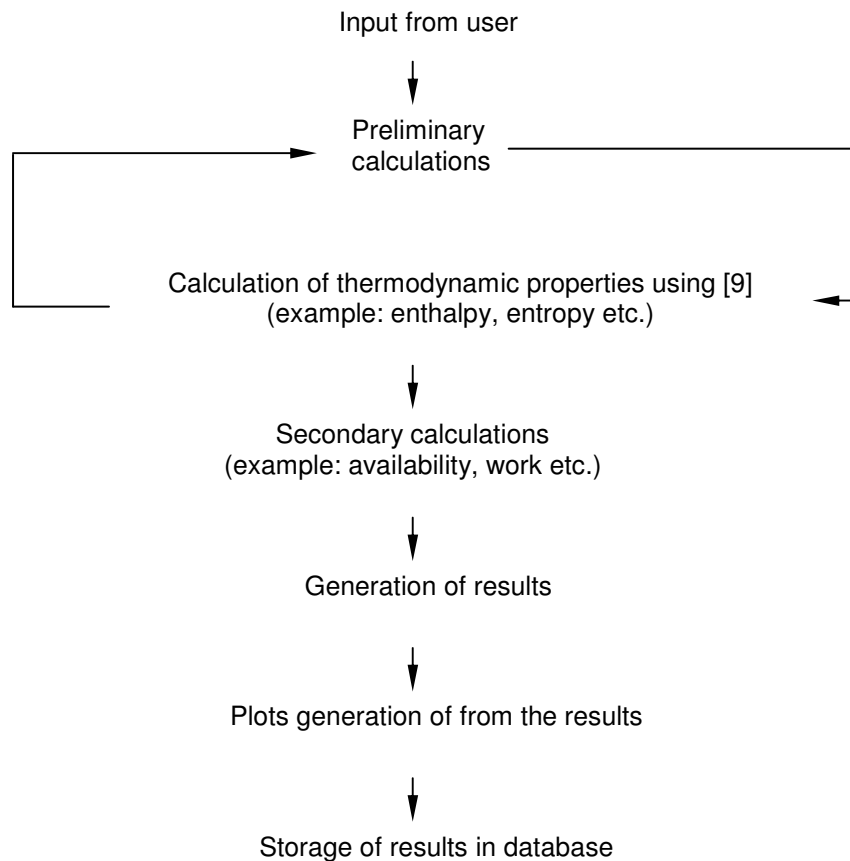 Input from user
Preliminary
calculations
Calculation of thermodynamic properties using [9]
(example: enthalpy, entropy etc.)
Secondary calculations
(example: availability, work etc.)
Generation of results
Plots generation of from the results
Storage of results in database